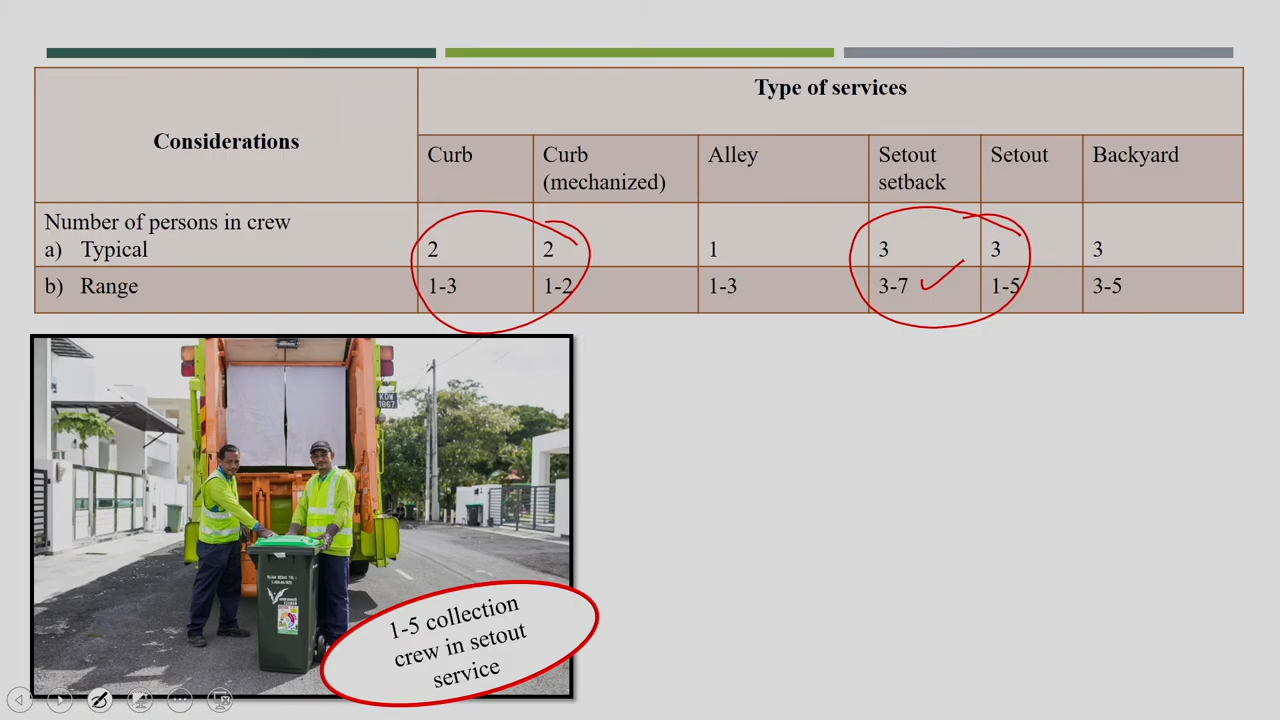 Considerations
Type of services
Curb
Curb
(mechanized)
Alley
Setout
setback
Setout
Backyard
Number of persons in crew
a) Typical
2
2
1
3
3
3
b) Range
1-3
1-2
1-3
3-7
1-5
3-5
1-5 collection
crew in setout
service